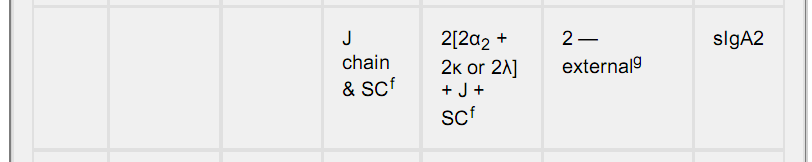 J
chain
& SCᶠ
2[2α₂ +
2κ or 2λ]
+ J +
SCᶠ
2 —
externalᵍ
sIgA2